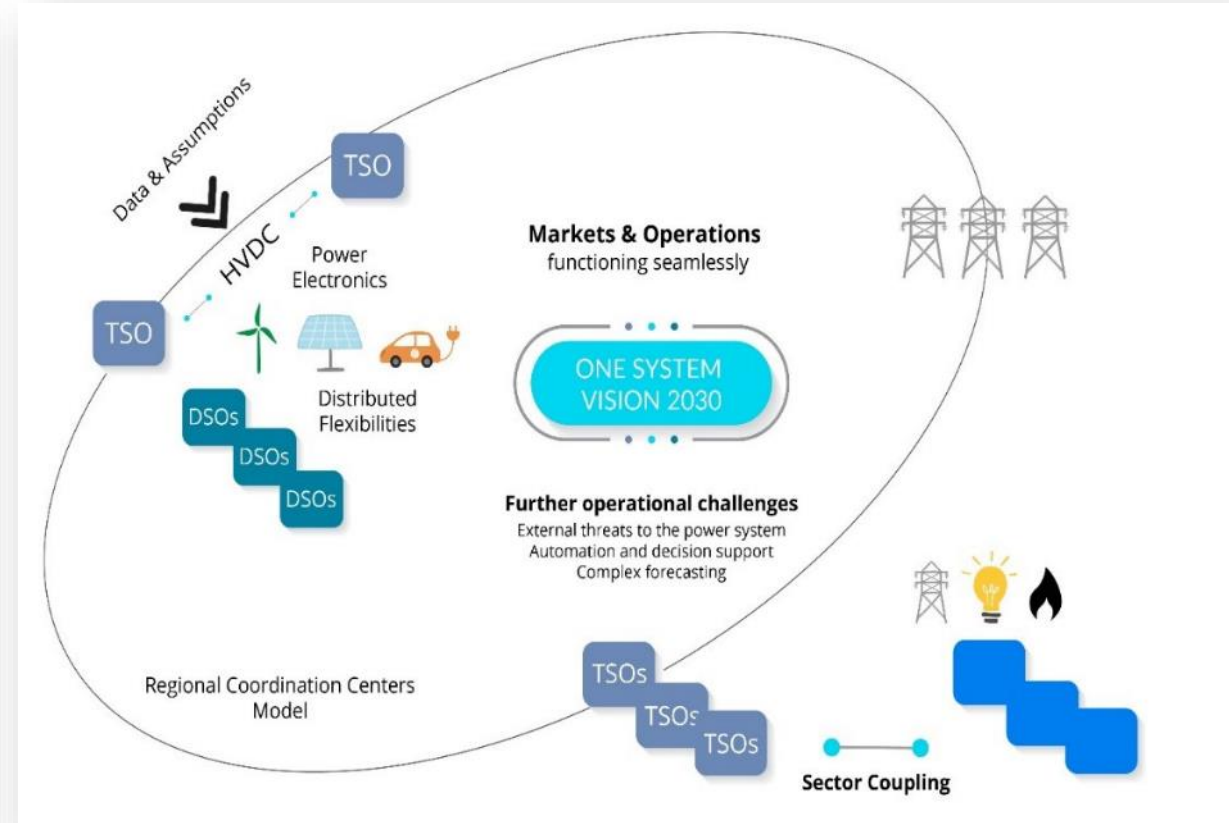 Data & Assumptions
TSO
HVDC
TSO
Power
Electronics
Distributed
Flexibilities
DSOs
DSOs
DSOs
Markets & Operations
functioning seamlessly
ONE SYSTEM
VISION 2030
Further operational challenges
External threats to the power system
Automation and decision support
Complex forecasting
Regional Coordination Centers
Model
TSOs
TSOs
TSOs
Sector Coupling